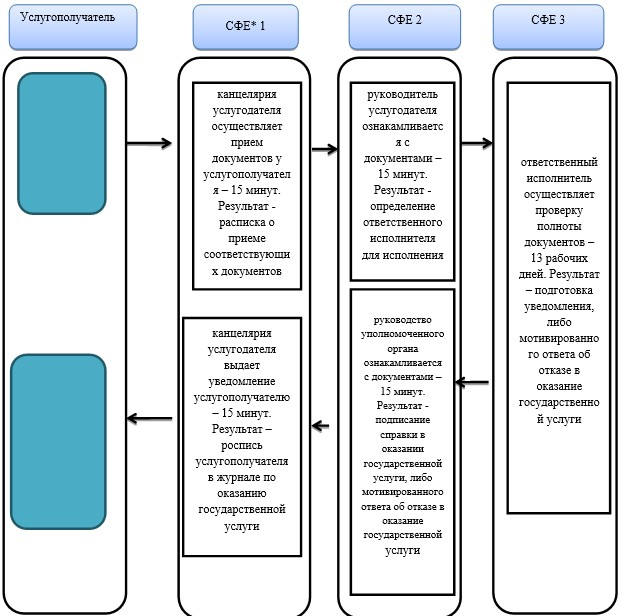 Услугополучатель
СФЕ* 1
СФЕ 2
СФЕ 3
канцелярия
услугодателя
осуществляет
прием
документов у
услугополучател
я – 15 минут.
Результат -
расписка о
приеме
соответствующи
х документов
руководитель
услугодателя
ознакамливаетс
я с
документами –
15 минут.
Результат -
определение
ответственного
исполнителя
для исполнения
ответственный
исполнитель
осуществляет
проверку
полноты
документов –
13 рабочих
дней. Результат
– подготовка
уведомления,
либо
мотивированно
го ответа об
отказе в
оказание
государственно
й услуги
руководство
уполномоченного
органа
ознакамливается
с документами –
15 минут.
Результат -
подписание
справки в
оказании
государственной
услуги, либо
мотивированного
ответа об отказе в
оказание
государственной
услуги
канцелярия
услугодателя
выдает
уведомление
услугополучателю
– 15 минут.
Результат –
роспись
услугополучателя
в журнале по
оказанию
государственной
услуги